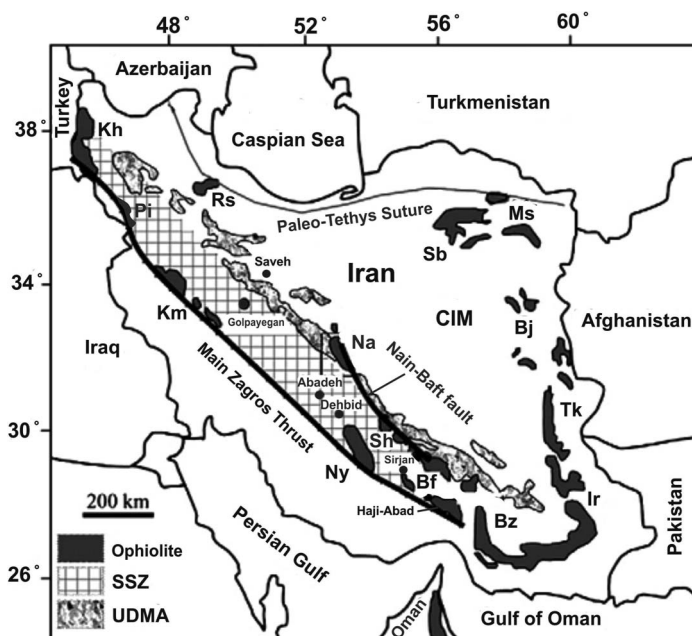 48°
52°
56°
60°
Azerbaijan
Turkey
Turkmenistan
Caspian Sea
38°
Kh
Rs
Pi
Paleo-Tethys Suture
Ms
Sb
Saveh
Iran
34°
Km
Golpayegan
CIM
Bj
Afghanistan
Na
Iraq
Main Zagros Thrust
Abadeh
Dehbid
Nain-Baft fault
Tk
30°
Sh
Sirjan
Ny
Bf
200 km
Haji-Abad
Bz
Ir
Persian Gulf
Pakistan
Ophiolite
SSZ
UDMA
26°
Oman
Gulf of Oman